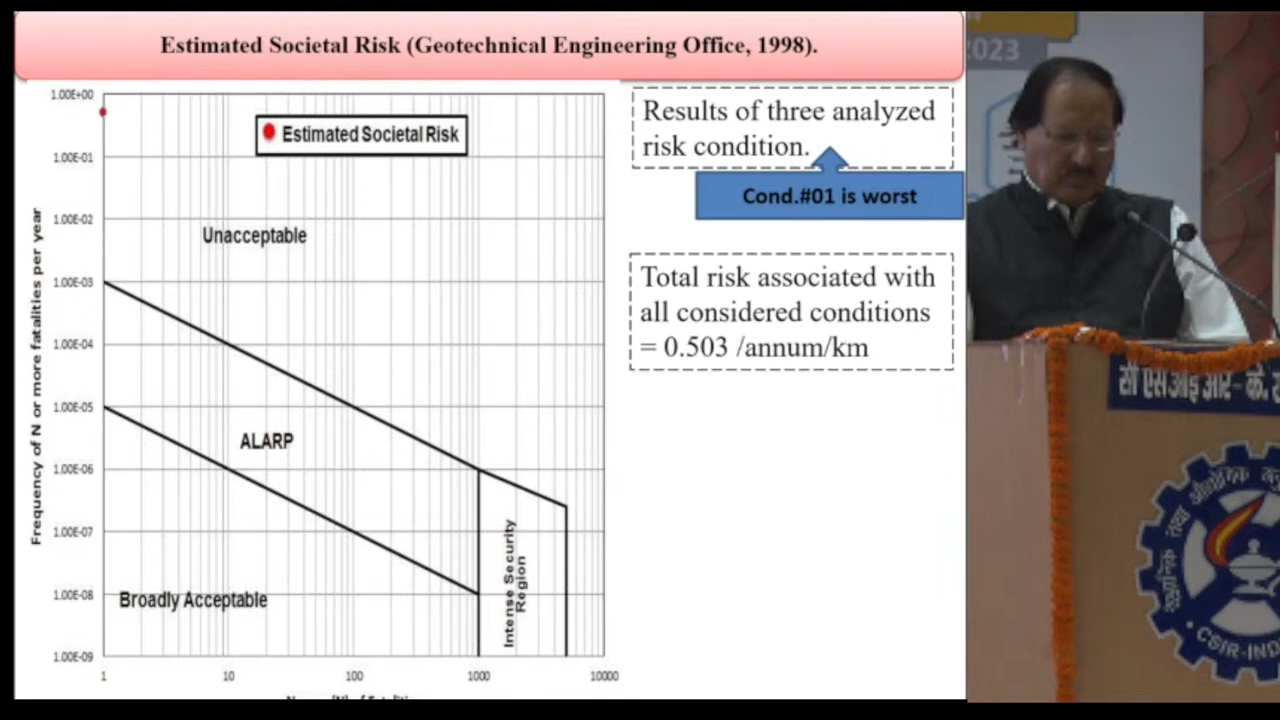 Estimated Societal Risk (Geotechnical Engineering Office, 1998).
1.00E+00
1.00E-01
1.00E-02
1.00E-03
1.00E-04
1.00E-05
1.00E-06
1.00E-07
1.00E-08
1.00E-09
Frequency of N or more fatalities per year
Estimated Societal Risk
Unacceptable
ALARP
Broadly Acceptable
Intense Security
Region
1
10
100
1000
10000
Results of three analyzed
risk condition.
Cond.#01 is worst
Total risk associated with
all considered conditions
= 0.503 /annum/km
2023
सी एस आई आर - के.
CSIR-IND